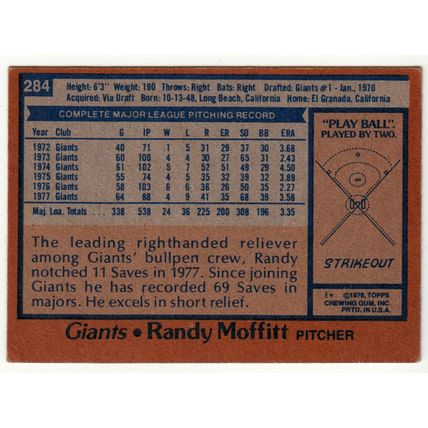 284
Height: 6'3" Weight: 190 Throws: Right Bats: Right Drafted: Giants #1 - Jan., 1970
Acquired: Via Draft Born: 10-13-48, Long Beach, California Home: El Granada, California
COMPLETE MAJOR LEAGUE PITCHING RECORD
Year Club G IP W L R ER SO BB ERA
1972 Giants 40 71 1 5 31 29 37 30 3.68
1973 Giants 60 100 4 4 30 27 65 31 2.43
1974 Giants 61 102 5 7 52 51 49 29 4.50
1975 Giants 55 74 4 5 35 32 39 32 3.89
1976 Giants 58 103 6 6 30 26 50 35 2.27
1977 Giants 64 88 4 9 41 35 68 39 3.58
Maj. Lea. Totals 338 538 24 36 225 200 308 196 3.35
"PLAY BALL".
PLAYED BY TWO.
STRIKEOUT
The leading righthanded reliever
among Giants' bullpen crew, Randy
notched 11 Saves in 1977. Since joining
Giants he has recorded 69 Saves in
majors. He excels in short relief.
E* ©1978, TOPPS
CHEWING GUM, INC.
PRTD. IN U.S.A.
Giants • Randy Moffitt PITCHER